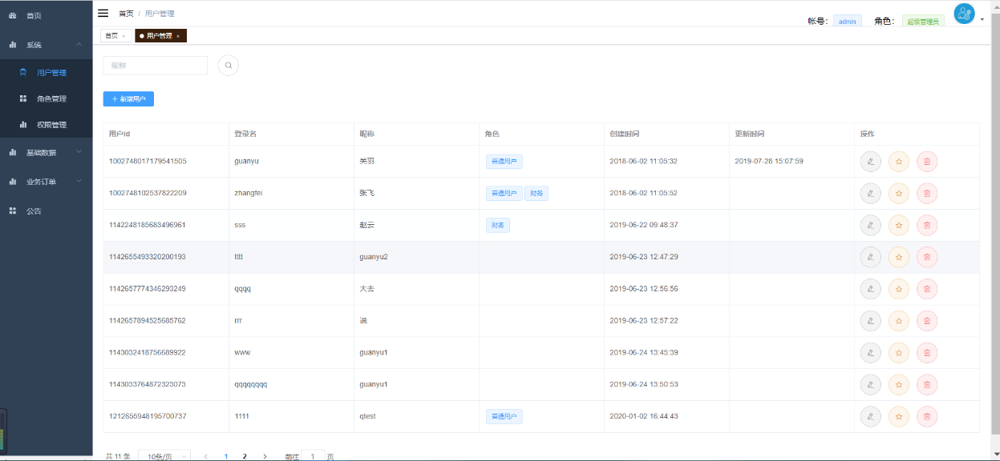 首页
系统
用户管理
角色管理
权限管理
基础数据
业务订单
公告
首页 / 用户管理
帐号： admin 角色： 超级管理员
首页 × 用户管理 ×
昵称
+ 新增用户
用户id 登录名 昵称 角色 创建时间 更新时间 操作
1002748017179541505 guanyu 关羽 普通用户 2018-06-02 11:05:32 2019-07-28 15:07:59
1002748102537822209 zhangfei 张飞 普通用户 财务 2018-06-02 11:05:52
1142248185683496961 sss 赵云 财务 2019-06-22 09:48:37
1142655493320200193 tttt guanyu2 2019-06-23 12:47:29
1142657774346293249 qqqq 大去 2019-06-23 12:56:56
1142657894525685762 rrr 说 2019-06-23 12:57:22
1143032418756689922 www guanyu1 2019-06-24 13:45:39
1143033764872323073 qqqqqqqq guanyu1 2019-06-24 13:50:53
1212655948195700737 1111 qtest 普通用户 2020-01-02 16:44:43
共 11 条 10条/页 < 1 2 > 前往 1 页